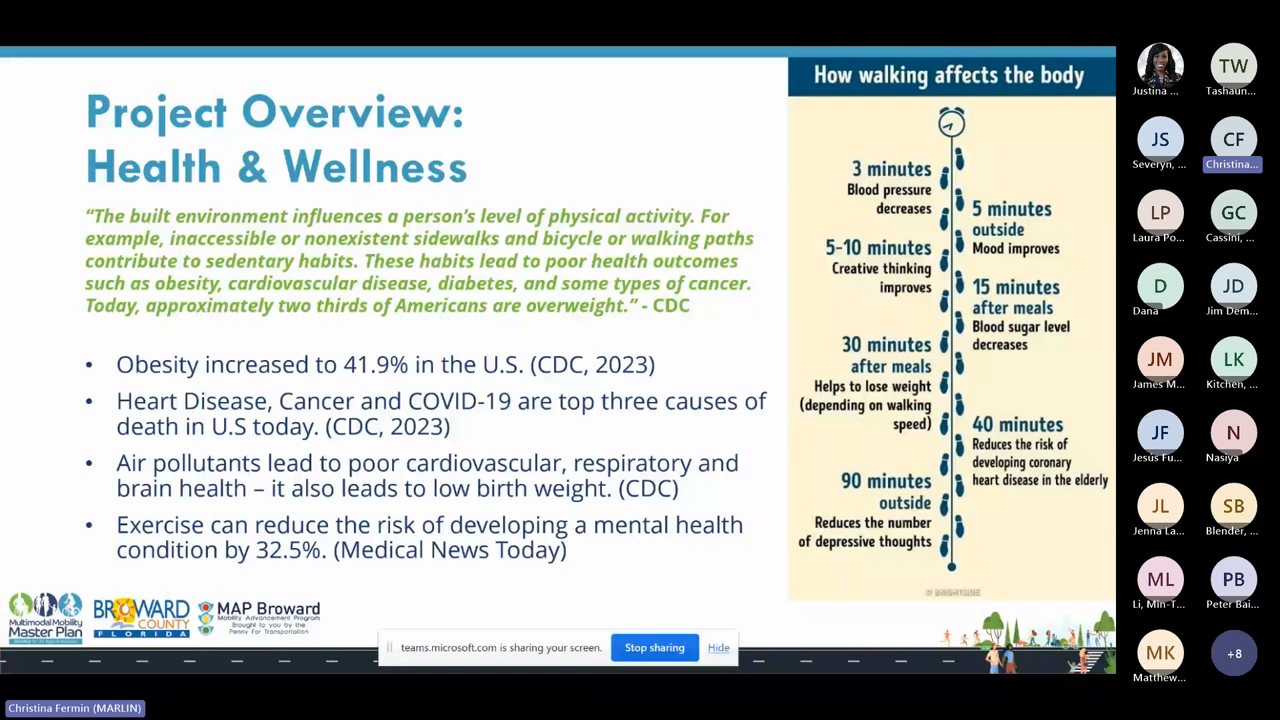 Project Overview:
Health & Wellness
“The built environment influences a person’s level of physical activity. For
example, inaccessible or nonexistent sidewalks and bicycle or walking paths
contribute to sedentary habits. These habits lead to poor health outcomes
such as obesity, cardiovascular disease, diabetes, and some types of cancer.
Today, approximately two thirds of Americans are overweight.” - CDC
• Obesity increased to 41.9% in the U.S. (CDC, 2023)
• Heart Disease, Cancer and COVID-19 are top three causes of
death in U.S today. (CDC, 2023)
• Air pollutants lead to poor cardiovascular, respiratory and
brain health – it also leads to low birth weight. (CDC)
• Exercise can reduce the risk of developing a mental health
condition by 32.5%. (Medical News Today)
How walking affects the body
3 minutes
Blood pressure
decreases
5 minutes
outside
Mood improves
5-10 minutes
Creative thinking
improves
15 minutes
after meals
Blood sugar level
decreases
30 minutes
after meals
Helps to lose weight
(depending on walking
speed)
40 minutes
Reduces the risk of
developing coronary
heart disease in the elderly
90 minutes
outside
Reduces the number
of depressive thoughts
© BRIGHTSIDE
Multimodal Mobility
Master Plan
BROWARD
COUNTY
FLORIDA
MAP Broward
Mobility Advancement Program
Brought to you by the
Penny For Transportation
teams.microsoft.com is sharing your screen.
Stop sharing
Hide
Christina Fermin (MARLIN)
Justina ...
TW
Tashaun...
JS
Severyn, ...
CF
Christina...
LP
Laura Po...
GC
Cassini, ...
D
Dana
JD
Jim Dem...
JM
James M...
LK
Kitchen, ...
JF
Jesús Fu...
N
Nasiya
JL
Jenna La...
SB
Blender, ...
ML
Li, Min-T...
PB
Peter Bai...
MK
Matthew...
+8